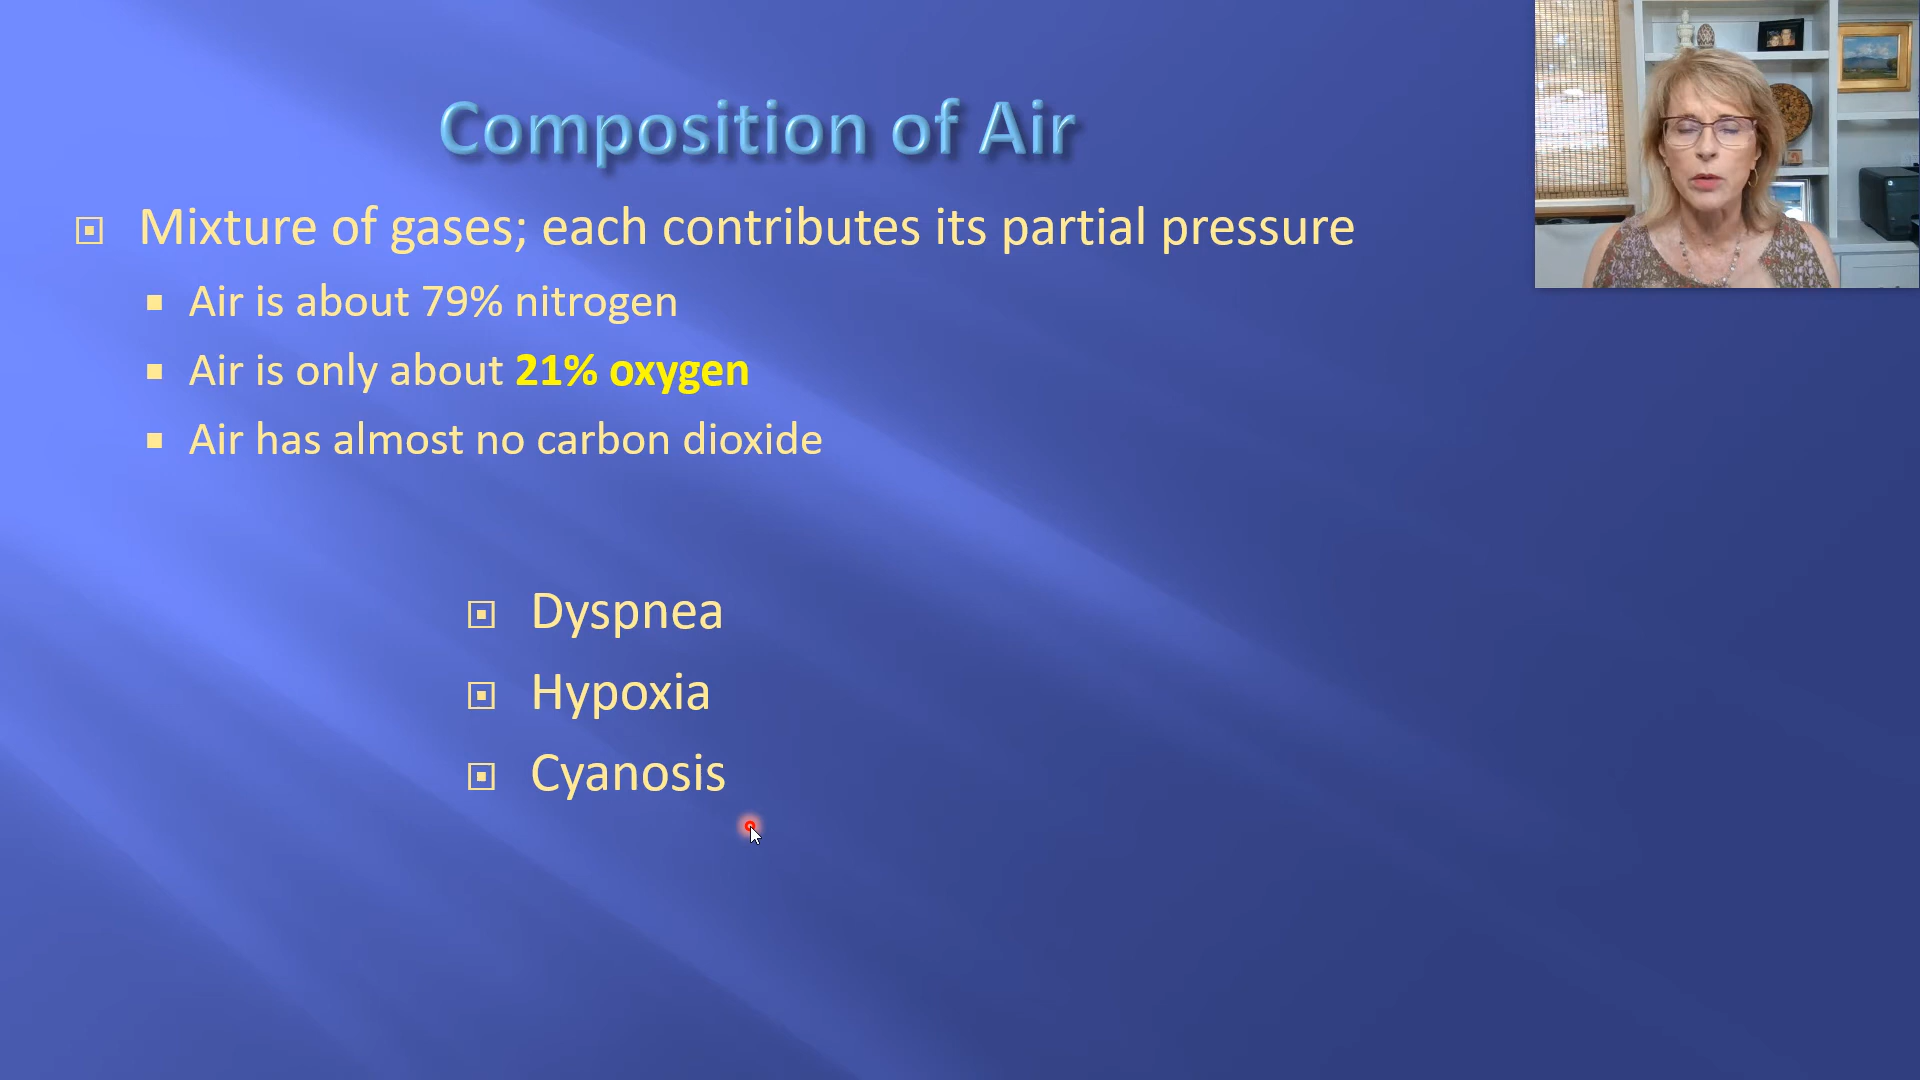 Composition of Air
Mixture of gases; each contributes its partial pressure
Air is about 79% nitrogen
Air is only about 21% oxygen
Air has almost no carbon dioxide
Dyspnea
Hypoxia
Cyanosis